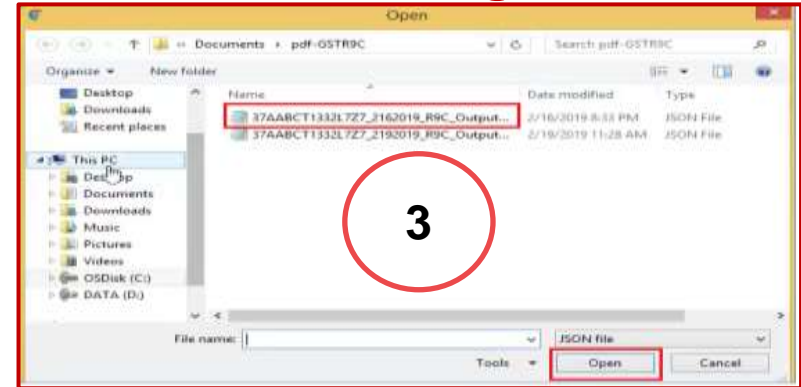 Open
Documents › pdf-GSTR9C
Search pdf-GSTR9C
Organize
New folder
Desktop
Downloads
Recent places
This PC
Desktop
Documents
Downloads
Music
Pictures
Videos
OSDisk (C:)
DATA (D:)
Name
Date modified
Type
37AABCT1332L7Z7_2162019_R9C_Output...
2/16/2019 8:33 PM
JSON File
37AABCT1332L7Z7_2192019_R9C_Output...
2/19/2019 11:28 AM
JSON File
3
File name:
JSON file
Tools
Open
Cancel